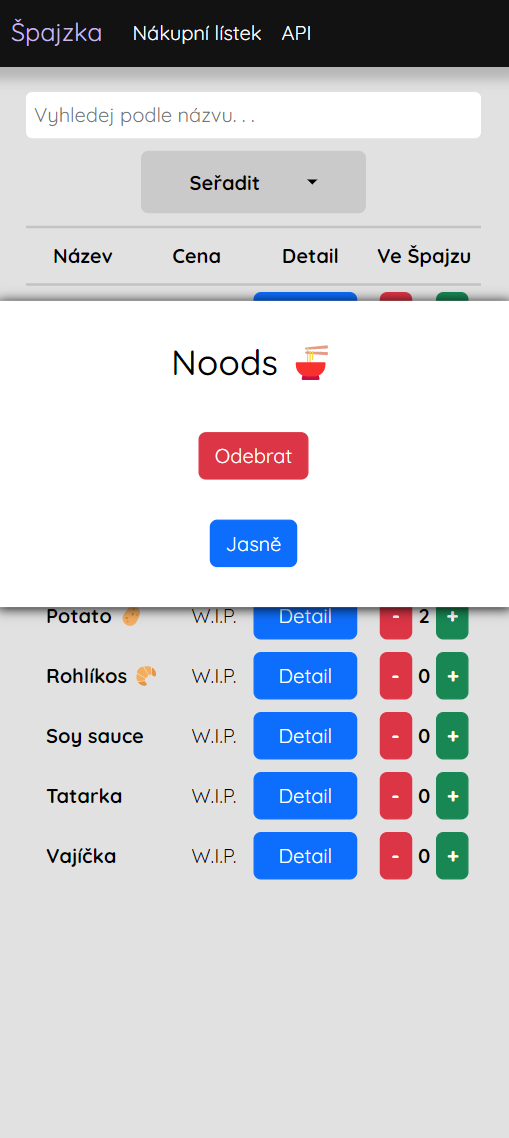 Špajzka Nákupní lístek API
Vyhledej podle názvu. . .
Seřadit
Název Cena Detail Ve Špajzu
Noods 🍜
Odebrat
Jasně
Potato 🥔 W.I.P. Detail - 2 +
Rohlíkos 🥐 W.I.P. Detail - 0 +
Soy sauce W.I.P. Detail - 0 +
Tatarka W.I.P. Detail - 0 +
Vajíčka W.I.P. Detail - 0 +